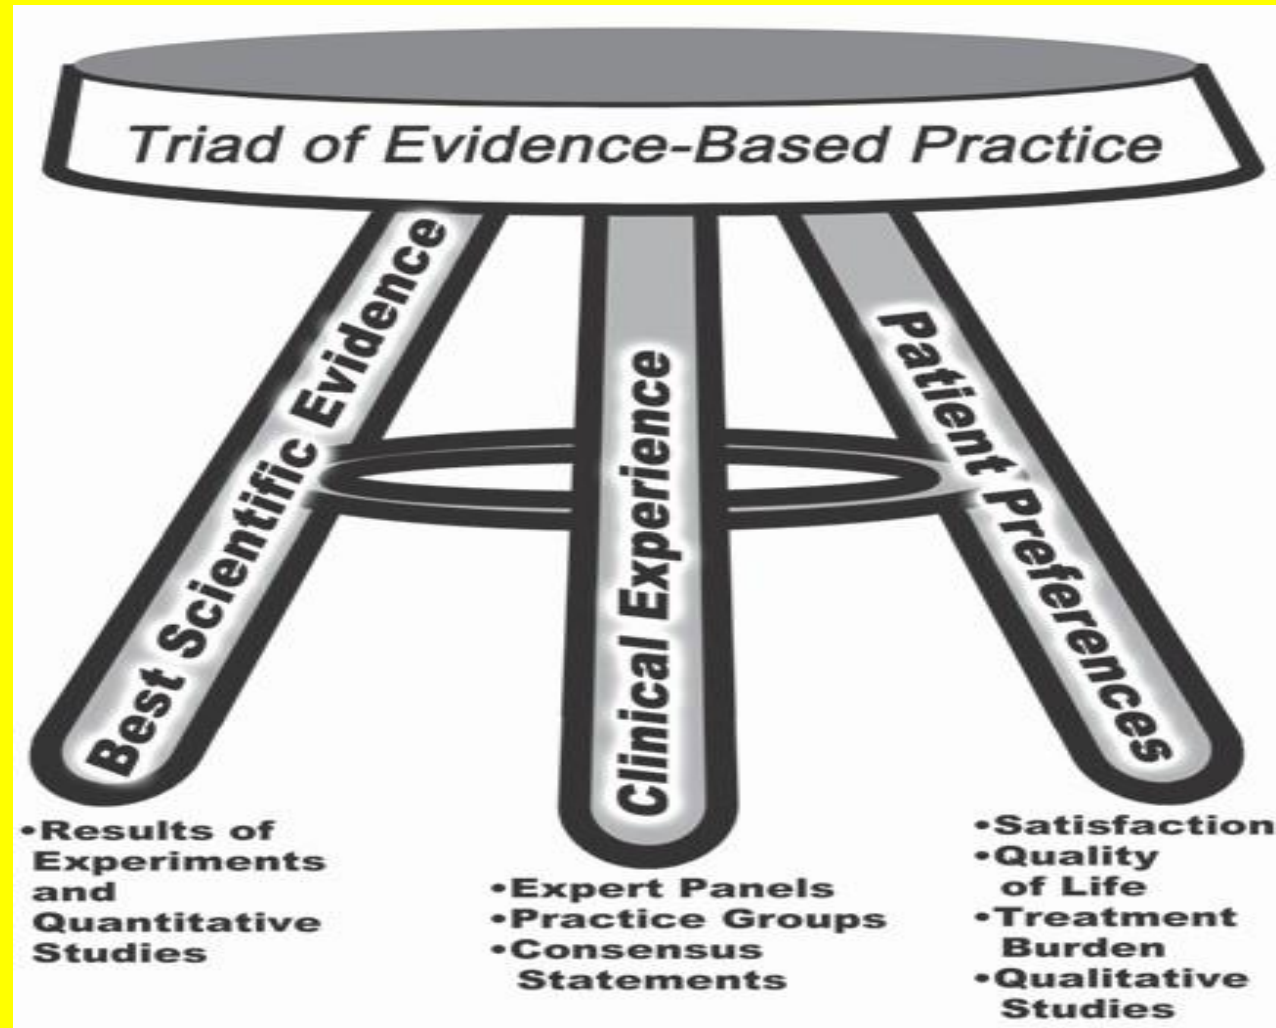 Triad of Evidence-Based Practice
Best Scientific Evidence
Clinical Experience
Patient Preferences
•Results of
Experiments
and
Quantitative
Studies
•Expert Panels
•Practice Groups
•Consensus
Statements
•Satisfaction
•Quality
of Life
•Treatment
Burden
•Qualitative
Studies